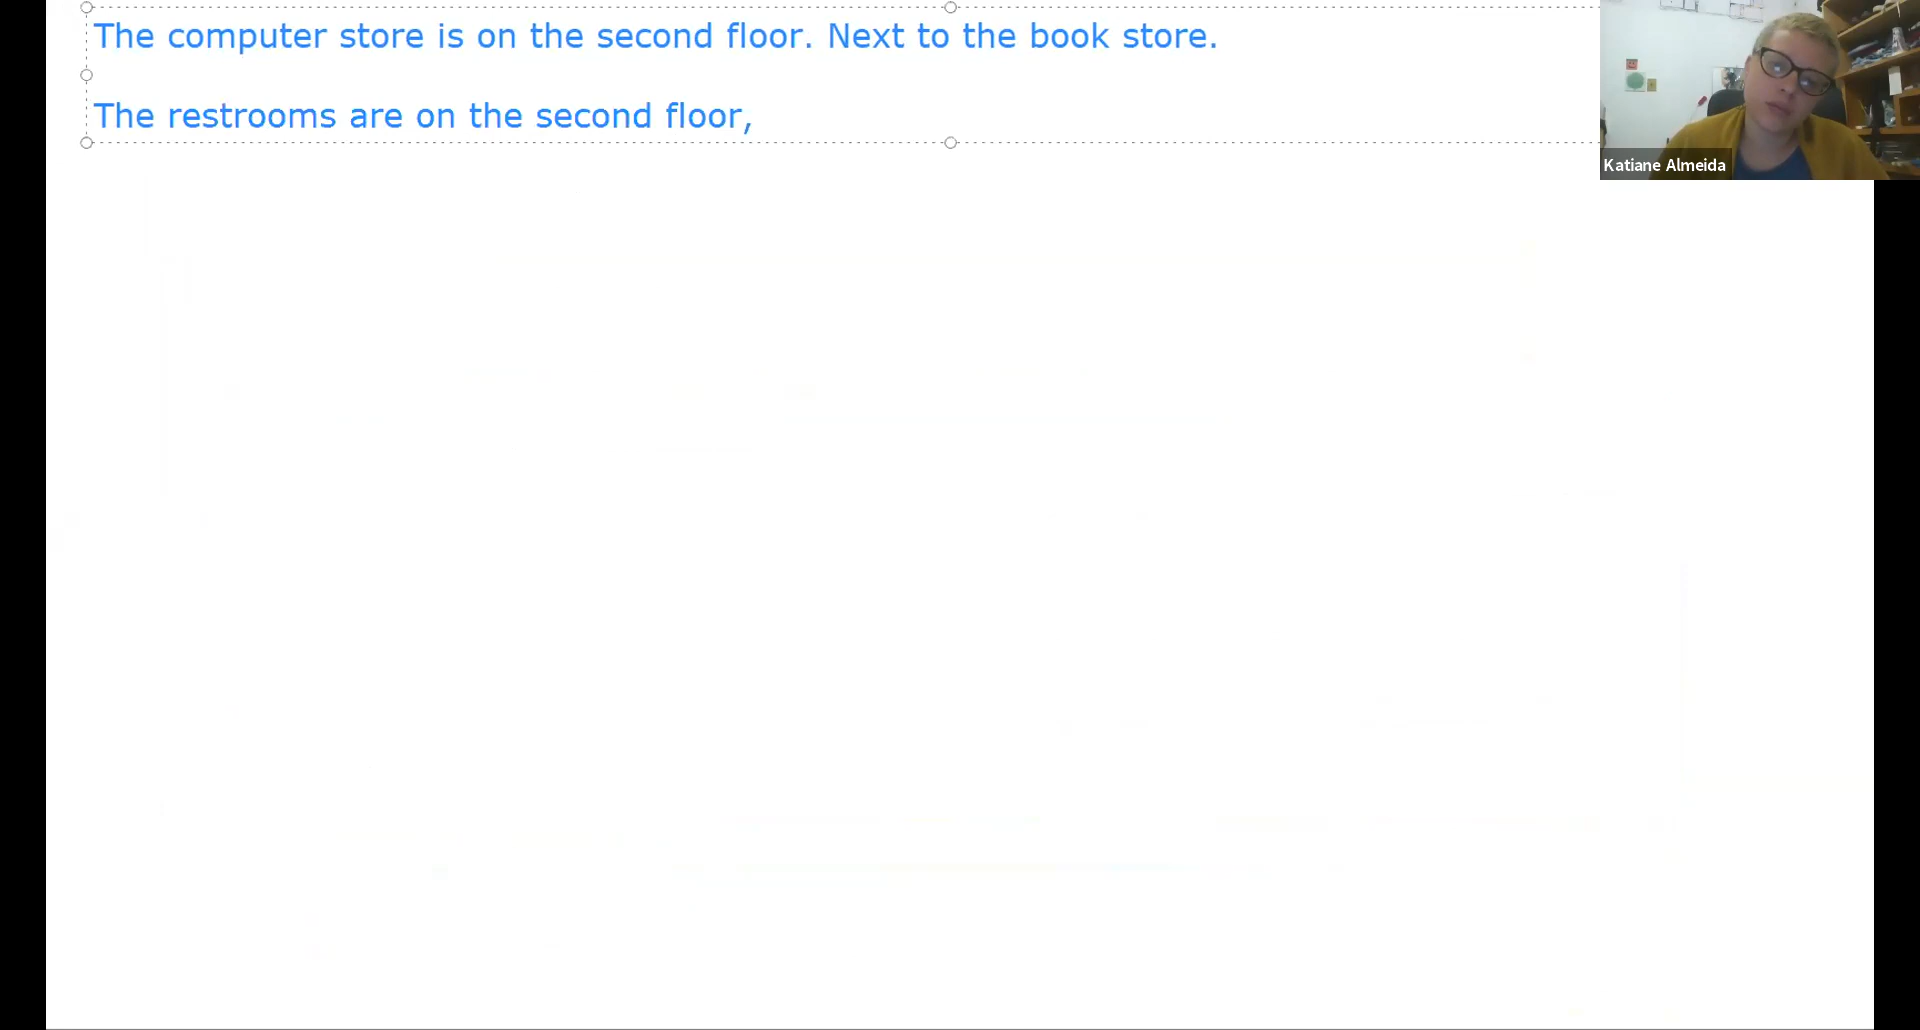 The computer store is on the second floor. Next to the book store.
The restrooms are on the second floor,
Katiane Almeida